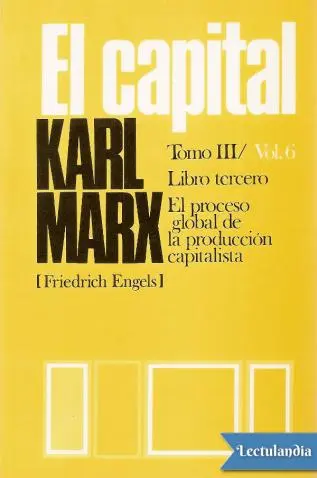 El capital
KARL
MARX
[Friedrich Engels]
Tomo III/ Vol. 6
Libro tercero
El proceso
global de
la producción
capitalista
Lectulandia